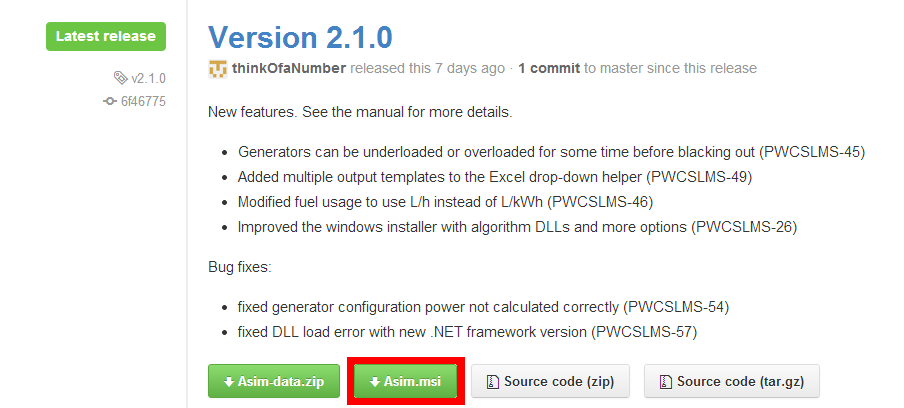 Latest release
v2.1.0
6f46775
Version 2.1.0
thinkOfaNumber released this 7 days ago · 1 commit to master since this release
New features. See the manual for more details.
• Generators can be underloaded or overloaded for some time before blacking out (PWCSLMS-45)
• Added multiple output templates to the Excel drop-down helper (PWCSLMS-49)
• Modified fuel usage to use L/h instead of L/kWh (PWCSLMS-46)
• Improved the windows installer with algorithm DLLs and more options (PWCSLMS-26)
Bug fixes:
• fixed generator configuration power not calculated correctly (PWCSLMS-54)
• fixed DLL load error with new .NET framework version (PWCSLMS-57)
Asim-data.zip Asim.msi Source code (zip) Source code (tar.gz)